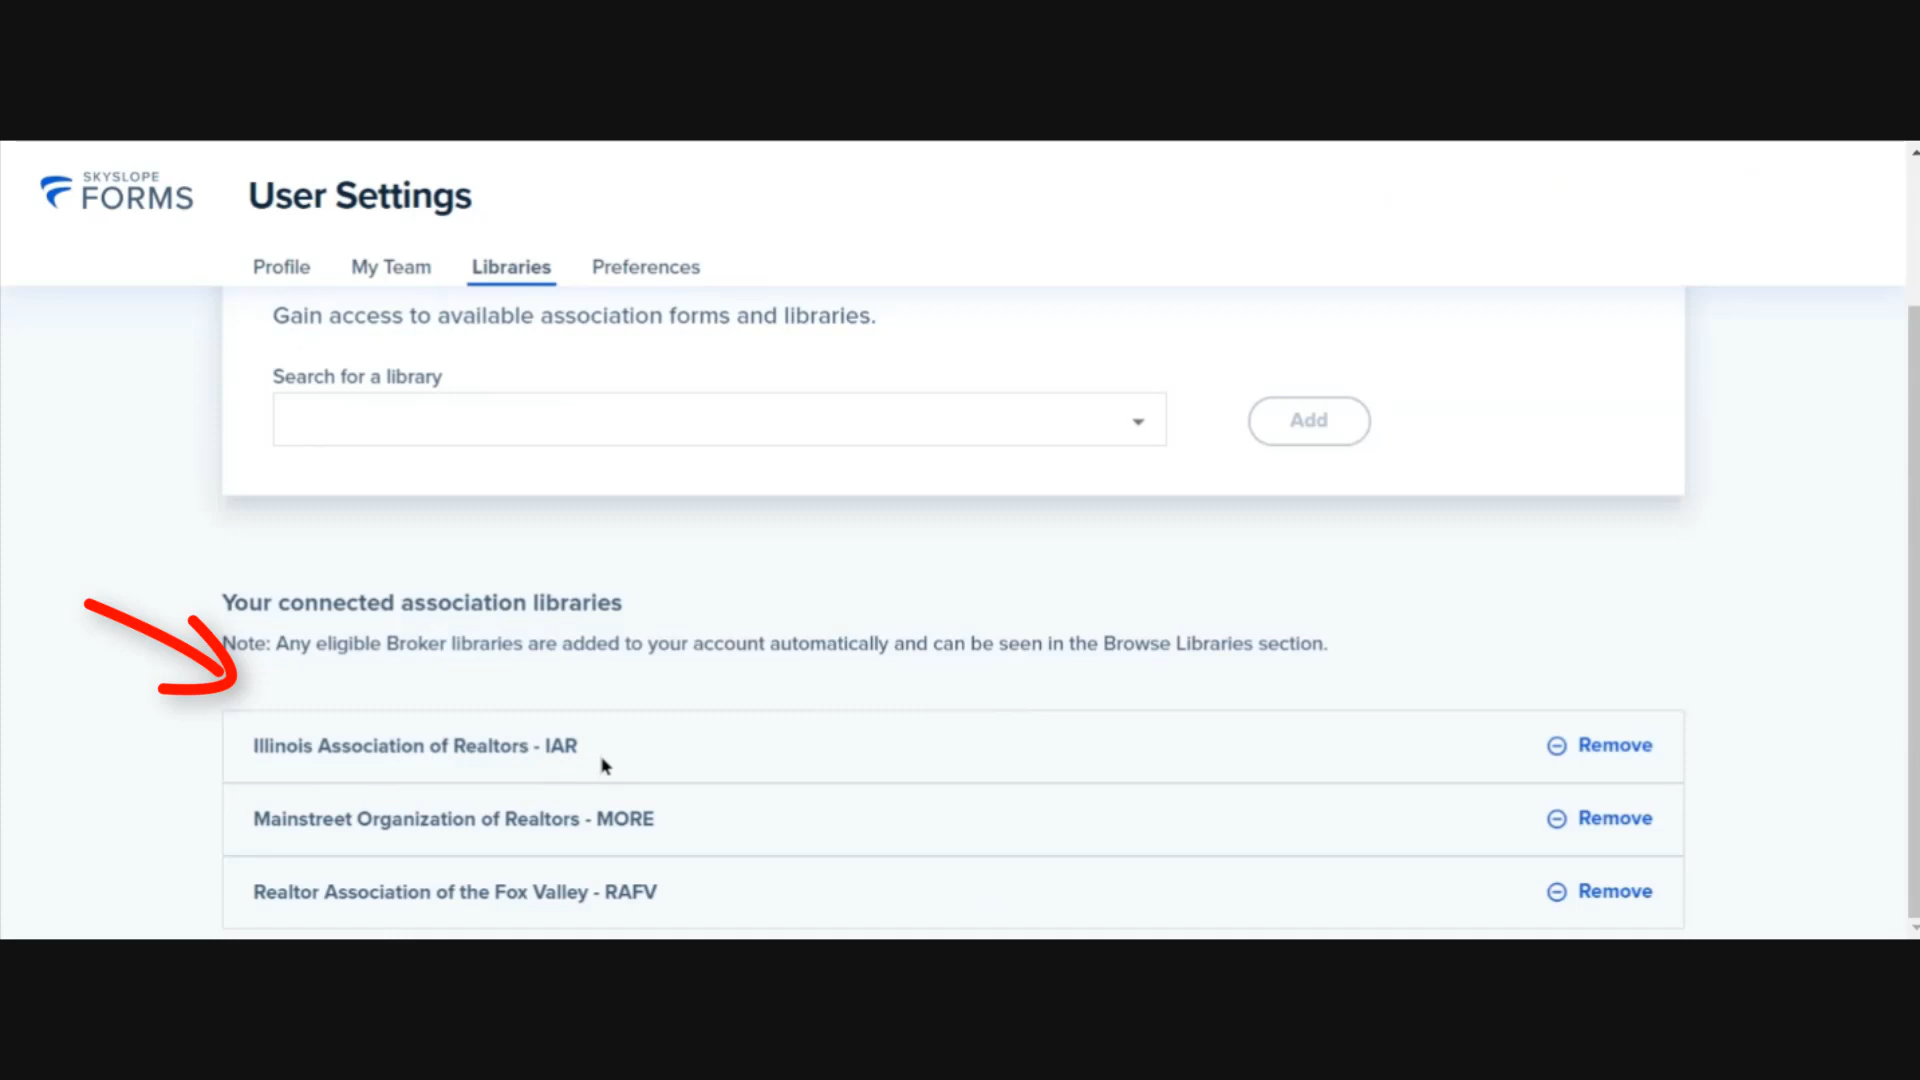 SKYSLOPE
FORMS
User Settings
Profile
My Team
Libraries
Preferences
Gain access to available association forms and libraries.
Search for a library
Add
Your connected association libraries
Note: Any eligible Broker libraries are added to your account automatically and can be seen in the Browse Libraries section.
Illinois Association of Realtors - IAR
Remove
Mainstreet Organization of Realtors - MORE
Remove
Realtor Association of the Fox Valley - RAFV
Remove